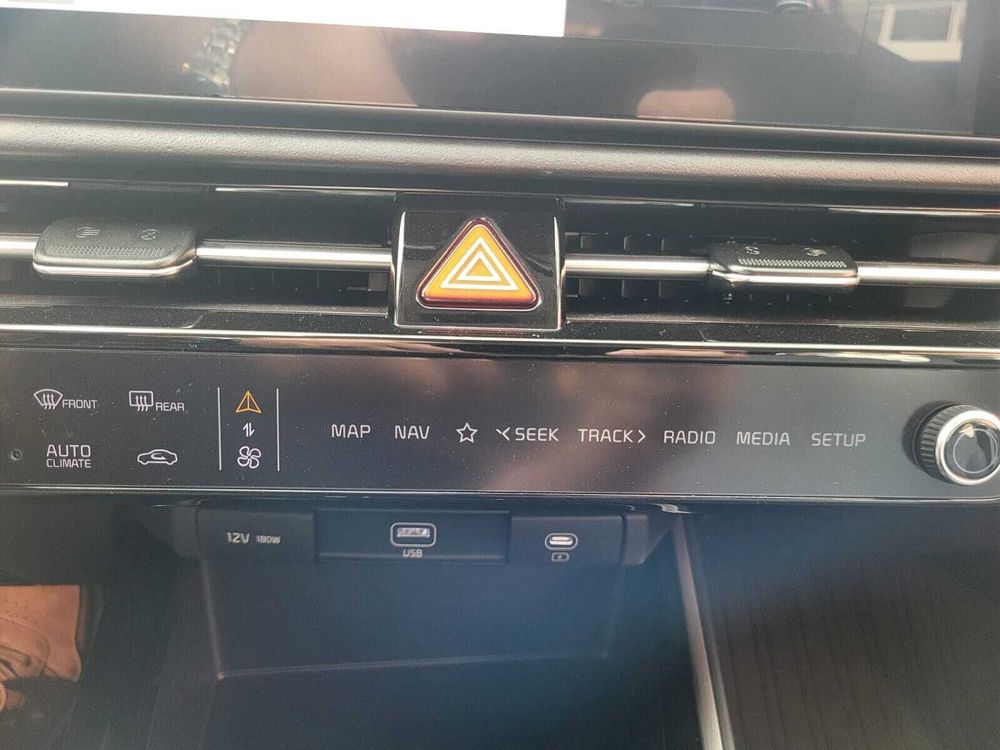 FRONT
REAR
AUTO
CLIMATE
MAP NAV <SEEK TRACK> RADIO MEDIA SETUP
12V 180W
USB